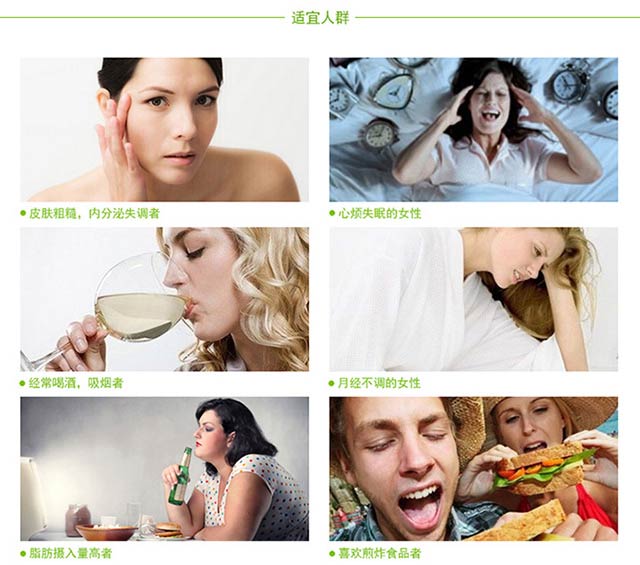 适宜人群
皮肤粗糙，内分泌失调者
心烦失眠的女性
经常喝酒，吸烟者
月经不调的女性
脂肪摄入量高者
喜欢煎炸食品者